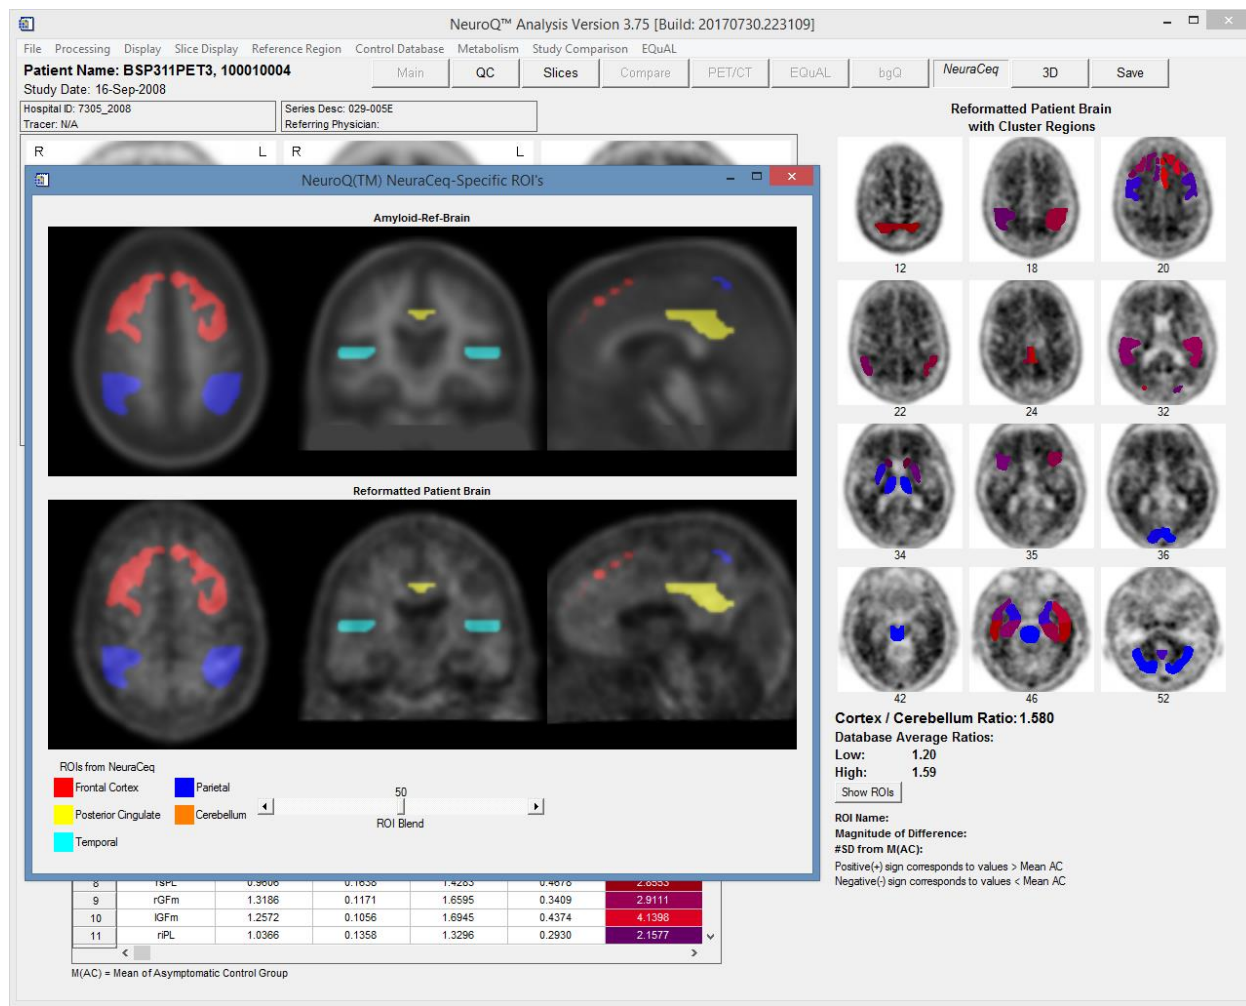 NeuroQ™ Analysis Version 3.75 [Build: 20170730.223109]
File Processing Display Slice Display Reference Region Control Database Metabolism Study Comparison EQuAL
Patient Name: BSP311PET3, 100010004
Main QC Slices Compare PET/CT EQuAL bgQ NeuraCeq 3D Save
Study Date: 16-Sep-2008
Hospital ID: 7305_2008 Series Desc: 029-005E
Tracer: N/A Referring Physician:
R L R L
NeuroQ(TM) NeuraCeq-Specific ROI's
Amyloid-Ref-Brain
Reformatted Patient Brain
ROIs from NeuraCeq
Frontal Cortex Parietal
Posterior Cingulate Cerebellum
Temporal
50
ROI Blend
Reformatted Patient Brain
with Cluster Regions
12 18 20
22 24 32
34 35 36
42 46 52
Cortex / Cerebellum Ratio: 1.580
Database Average Ratios:
Low: 1.20
High: 1.59
Show ROIs
ROI Name:
Magnitude of Difference:
#SD from M(AC):
Positive(+) sign corresponds to values > Mean AC
Negative(-) sign corresponds to values < Mean AC
9 rGFm 1.3186 0.1171 1.6595 0.3409 2.9111
10 lGFm 1.2572 0.1056 1.6945 0.4374 4.1398
11 riPL 1.0366 0.1358 1.3296 0.2930 2.1577
M(AC) = Mean of Asymptomatic Control Group